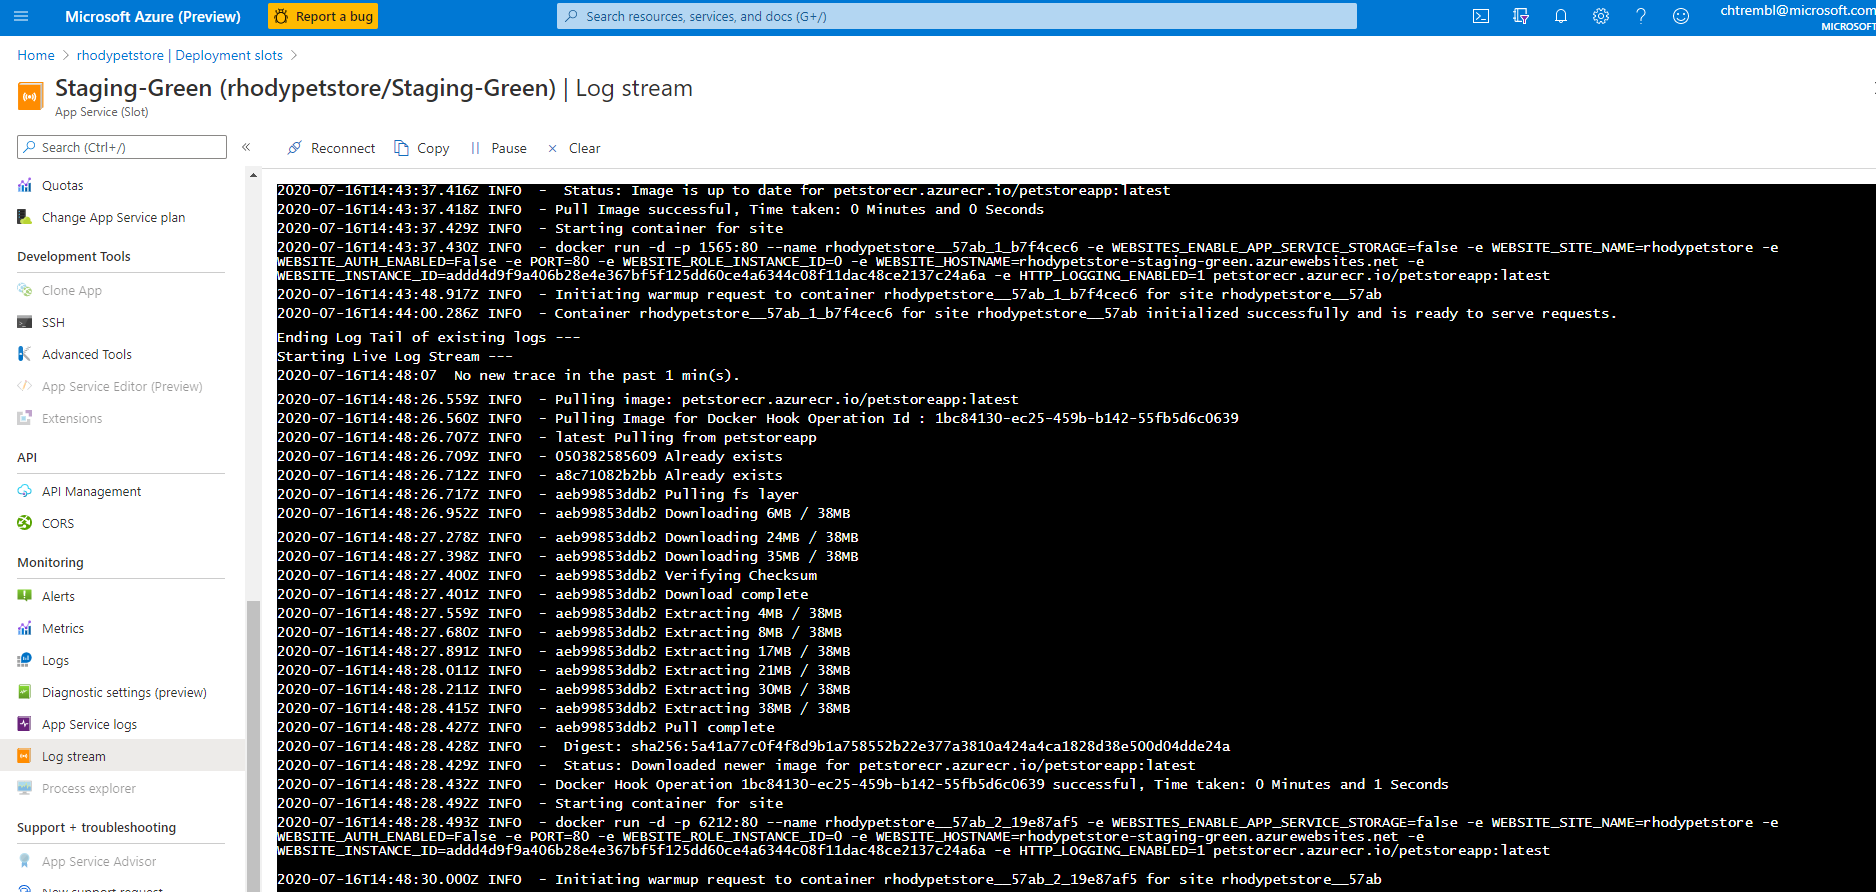 Microsoft Azure (Preview)
Report a bug
Search resources, services, and docs (G+/)
chtrembl@microsoft.com
MICROSOFT
Home > rhodypetstore | Deployment slots >
Staging-Green (rhodypetstore/Staging-Green) | Log stream
App Service (Slot)
Search (Ctrl+/)
«
Reconnect
Copy
Pause
Clear
Quotas
Change App Service plan
Development Tools
Clone App
SSH
Advanced Tools
App Service Editor (Preview)
Extensions
API
API Management
CORS
Monitoring
Alerts
Metrics
Logs
Diagnostic settings (preview)
App Service logs
Log stream
Process explorer
Support + troubleshooting
App Service Advisor
New support request
2020-07-16T14:43:37.416Z INFO  -  Status: Image is up to date for petstorecr.azurecr.io/petstoreapp:latest
2020-07-16T14:43:37.418Z INFO  - Pull Image successful, Time taken: 0 Minutes and 0 Seconds
2020-07-16T14:43:37.429Z INFO  - Starting container for site
2020-07-16T14:43:37.430Z INFO  - docker run -d -p 1565:80 --name rhodypetstore__57ab_1_b7f4cec6 -e WEBSITES_ENABLE_APP_SERVICE_STORAGE=false -e WEBSITE_SITE_NAME=rhodypetstore -e
WEBSITE_AUTH_ENABLED=False -e PORT=80 -e WEBSITE_ROLE_INSTANCE_ID=0 -e WEBSITE_HOSTNAME=rhodypetstore-staging-green.azurewebsites.net -e
WEBSITE_INSTANCE_ID=addd4d9f9a406b28e4e367bf5f125dd60ce4a6344c08f11dac48ce2137c24a6a -e HTTP_LOGGING_ENABLED=1 petstorecr.azurecr.io/petstoreapp:latest
2020-07-16T14:43:48.917Z INFO  - Initiating warmup request to container rhodypetstore__57ab_1_b7f4cec6 for site rhodypetstore__57ab
2020-07-16T14:44:00.286Z INFO  - Container rhodypetstore__57ab_1_b7f4cec6 for site rhodypetstore__57ab initialized successfully and is ready to serve requests.
Ending Log Tail of existing logs ---
Starting Live Log Stream ---
2020-07-16T14:48:07  No new trace in the past 1 min(s).
2020-07-16T14:48:26.559Z INFO  - Pulling image: petstorecr.azurecr.io/petstoreapp:latest
2020-07-16T14:48:26.560Z INFO  - Pulling Image for Docker Hook Operation Id : 1bc84130-ec25-459b-b142-55fb5d6c0639
2020-07-16T14:48:26.707Z INFO  - latest Pulling from petstoreapp
2020-07-16T14:48:26.709Z INFO  - 050382585609 Already exists
2020-07-16T14:48:26.712Z INFO  - a8c71082b2bb Already exists
2020-07-16T14:48:26.717Z INFO  - aeb99853ddb2 Pulling fs layer
2020-07-16T14:48:26.952Z INFO  - aeb99853ddb2 Downloading 6MB / 38MB
2020-07-16T14:48:27.278Z INFO  - aeb99853ddb2 Downloading 24MB / 38MB
2020-07-16T14:48:27.398Z INFO  - aeb99853ddb2 Downloading 35MB / 38MB
2020-07-16T14:48:27.400Z INFO  - aeb99853ddb2 Verifying Checksum
2020-07-16T14:48:27.401Z INFO  - aeb99853ddb2 Download complete
2020-07-16T14:48:27.559Z INFO  - aeb99853ddb2 Extracting 4MB / 38MB
2020-07-16T14:48:27.680Z INFO  - aeb99853ddb2 Extracting 8MB / 38MB
2020-07-16T14:48:27.891Z INFO  - aeb99853ddb2 Extracting 17MB / 38MB
2020-07-16T14:48:28.011Z INFO  - aeb99853ddb2 Extracting 21MB / 38MB
2020-07-16T14:48:28.211Z INFO  - aeb99853ddb2 Extracting 30MB / 38MB
2020-07-16T14:48:28.415Z INFO  - aeb99853ddb2 Extracting 38MB / 38MB
2020-07-16T14:48:28.427Z INFO  - aeb99853ddb2 Pull complete
2020-07-16T14:48:28.428Z INFO  -  Digest: sha256:5a41a77c0f4f8d9b1a758552b22e377a3810a424a4ca1828d38e500d04dde24a
2020-07-16T14:48:28.429Z INFO  -  Status: Downloaded newer image for petstorecr.azurecr.io/petstoreapp:latest
2020-07-16T14:48:28.432Z INFO  - Docker Hook Operation 1bc84130-ec25-459b-b142-55fb5d6c0639 successful, Time taken: 0 Minutes and 1 Seconds
2020-07-16T14:48:28.492Z INFO  - Starting container for site
2020-07-16T14:48:28.493Z INFO  - docker run -d -p 6212:80 --name rhodypetstore__57ab_2_19e87af5 -e WEBSITES_ENABLE_APP_SERVICE_STORAGE=false -e WEBSITE_SITE_NAME=rhodypetstore -e
WEBSITE_AUTH_ENABLED=False -e PORT=80 -e WEBSITE_ROLE_INSTANCE_ID=0 -e WEBSITE_HOSTNAME=rhodypetstore-staging-green.azurewebsites.net -e
WEBSITE_INSTANCE_ID=addd4d9f9a406b28e4e367bf5f125dd60ce4a6344c08f11dac48ce2137c24a6a -e HTTP_LOGGING_ENABLED=1 petstorecr.azurecr.io/petstoreapp:latest
2020-07-16T14:48:30.000Z INFO  - Initiating warmup request to container rhodypetstore__57ab_2_19e87af5 for site rhodypetstore__57ab